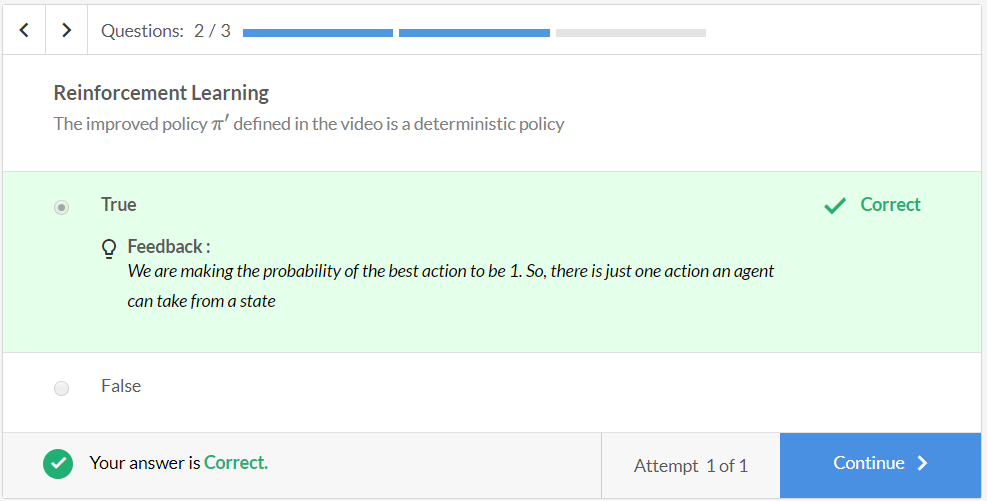 Questions: 2 / 3
Reinforcement Learning
The improved policy π′ defined in the video is a deterministic policy
True
Correct
Feedback :
We are making the probability of the best action to be 1. So, there is just one action an agent
can take from a state
False
Your answer is Correct.
Attempt 1 of 1
Continue